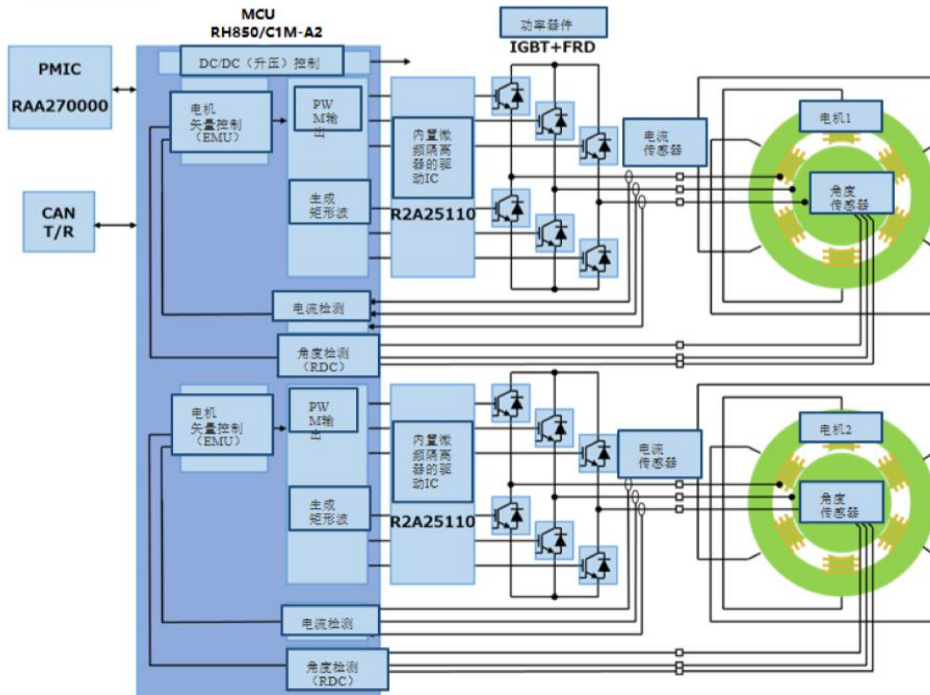 MCU
RH850/C1M-A2
功率器件
IGBT+FRD
PMIC
RAA270000
DC/DC（升压）控制
电机
矢量控制
（EMU）
PW
M输
出
内置微
频隔离
器的驱
动IC
R2A25110
生成
矩形波
电流
传感器
电机1
角度
传感器
CAN
T/R
电流检测
角度检测
（RDC）
电机
矢量控制
（EMU）
PW
M输
出
内置微
频隔离
器的驱
动IC
R2A25110
生成
矩形波
电流
传感器
电机2
角度
传感器
电流检测
角度检测
（RDC）